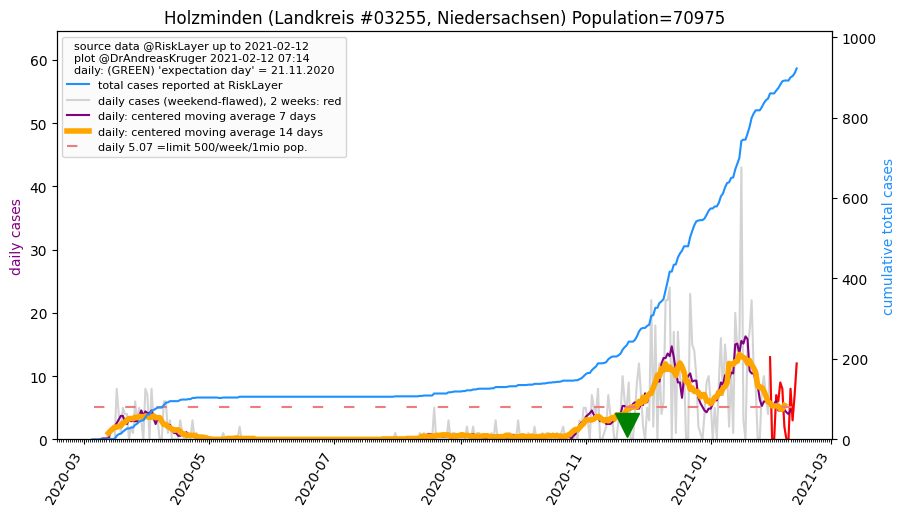 Holzminden (Landkreis #03255, Niedersachsen) Population=70975
source data @RiskLayer up to 2021-02-12
plot @DrAndreasKruger 2021-02-12 07:14
daily: (GREEN) 'expectation day' = 21.11.2020
total cases reported at RiskLayer
daily cases (weekend-flawed), 2 weeks: red
daily: centered moving average 7 days
daily: centered moving average 14 days
daily 5.07 =limit 500/week/1mio pop.
daily cases
60
50
40
30
20
10
0
cumulative total cases
1000
800
600
400
200
0
2020-03
2020-05
2020-07
2020-09
2020-11
2021-01
2021-03